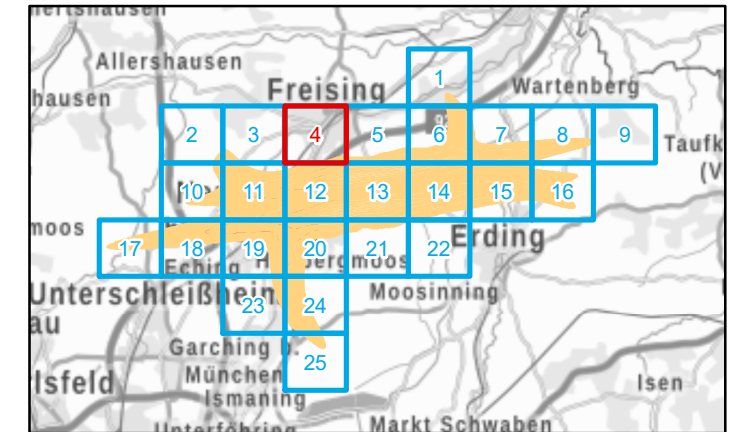 Allershausen
hausen
Freising
Wartenberg
1
2 3 4 5 6 7 8 9
Taufk
(V
10 11 12 13 14 15 16
moos
17 18 19 20 21 22
Erding
Eching
Unterschleißheim
23 24
Moosinning
au
Garching b.
25
lsfeld
München
Isen
Ismaning
Markt Schwaben
Unterföhring